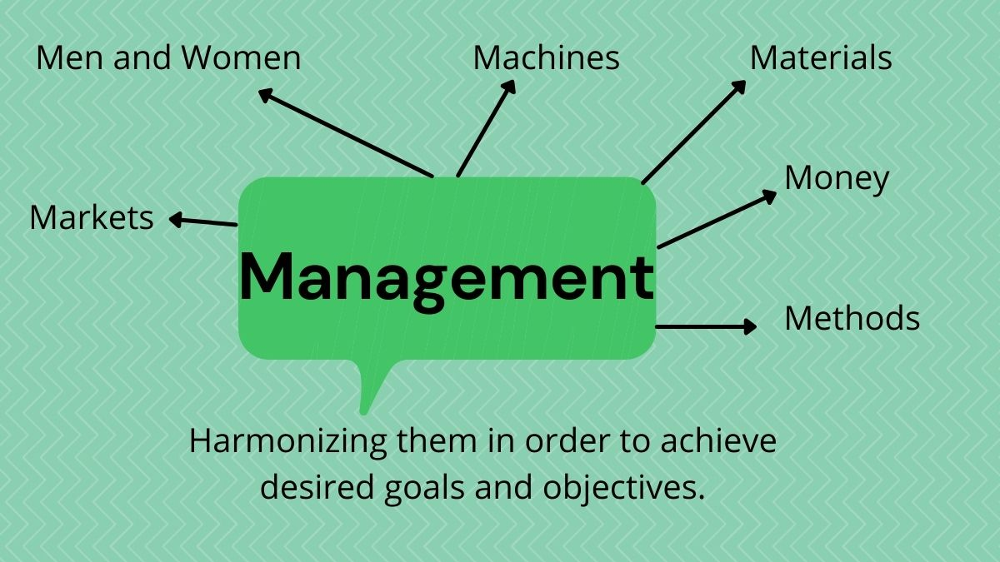 Men and Women
Machines
Materials
Money
Markets
Management
Methods
Harmonizing them in order to achieve
desired goals and objectives.